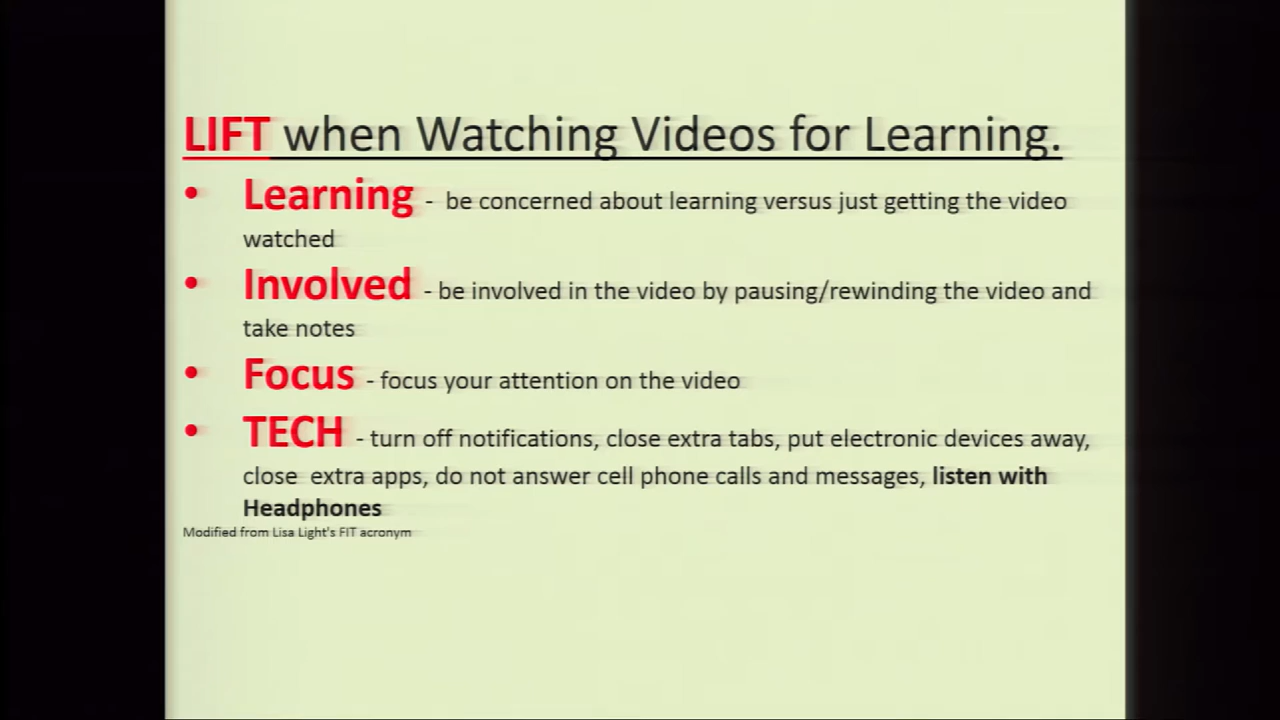 LIFT when Watching Videos for Learning.
• Learning - be concerned about learning versus just getting the video
watched
• Involved - be involved in the video by pausing/rewinding the video and
take notes
• Focus - focus your attention on the video
• TECH - turn off notifications, close extra tabs, put electronic devices away,
close extra apps, do not answer cell phone calls and messages, listen with
Headphones
Modified from Lisa Light's FIT acronym